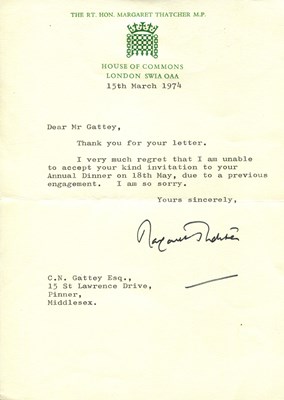 THE RT. HON. MARGARET THATCHER M.P.
HOUSE OF COMMONS
LONDON SW1A 0AA
15th March 1974
Dear Mr Gattey,
Thank you for your letter.
I very much regret that I am unable
to accept your kind invitation to your
Annual Dinner on 18th May, due to a previous
engagement. I am so sorry.
Yours sincerely,
Margaret Thatcher
C.N. Gattey Esq.,
15 St Lawrence Drive,
Pinner,
Middlesex.